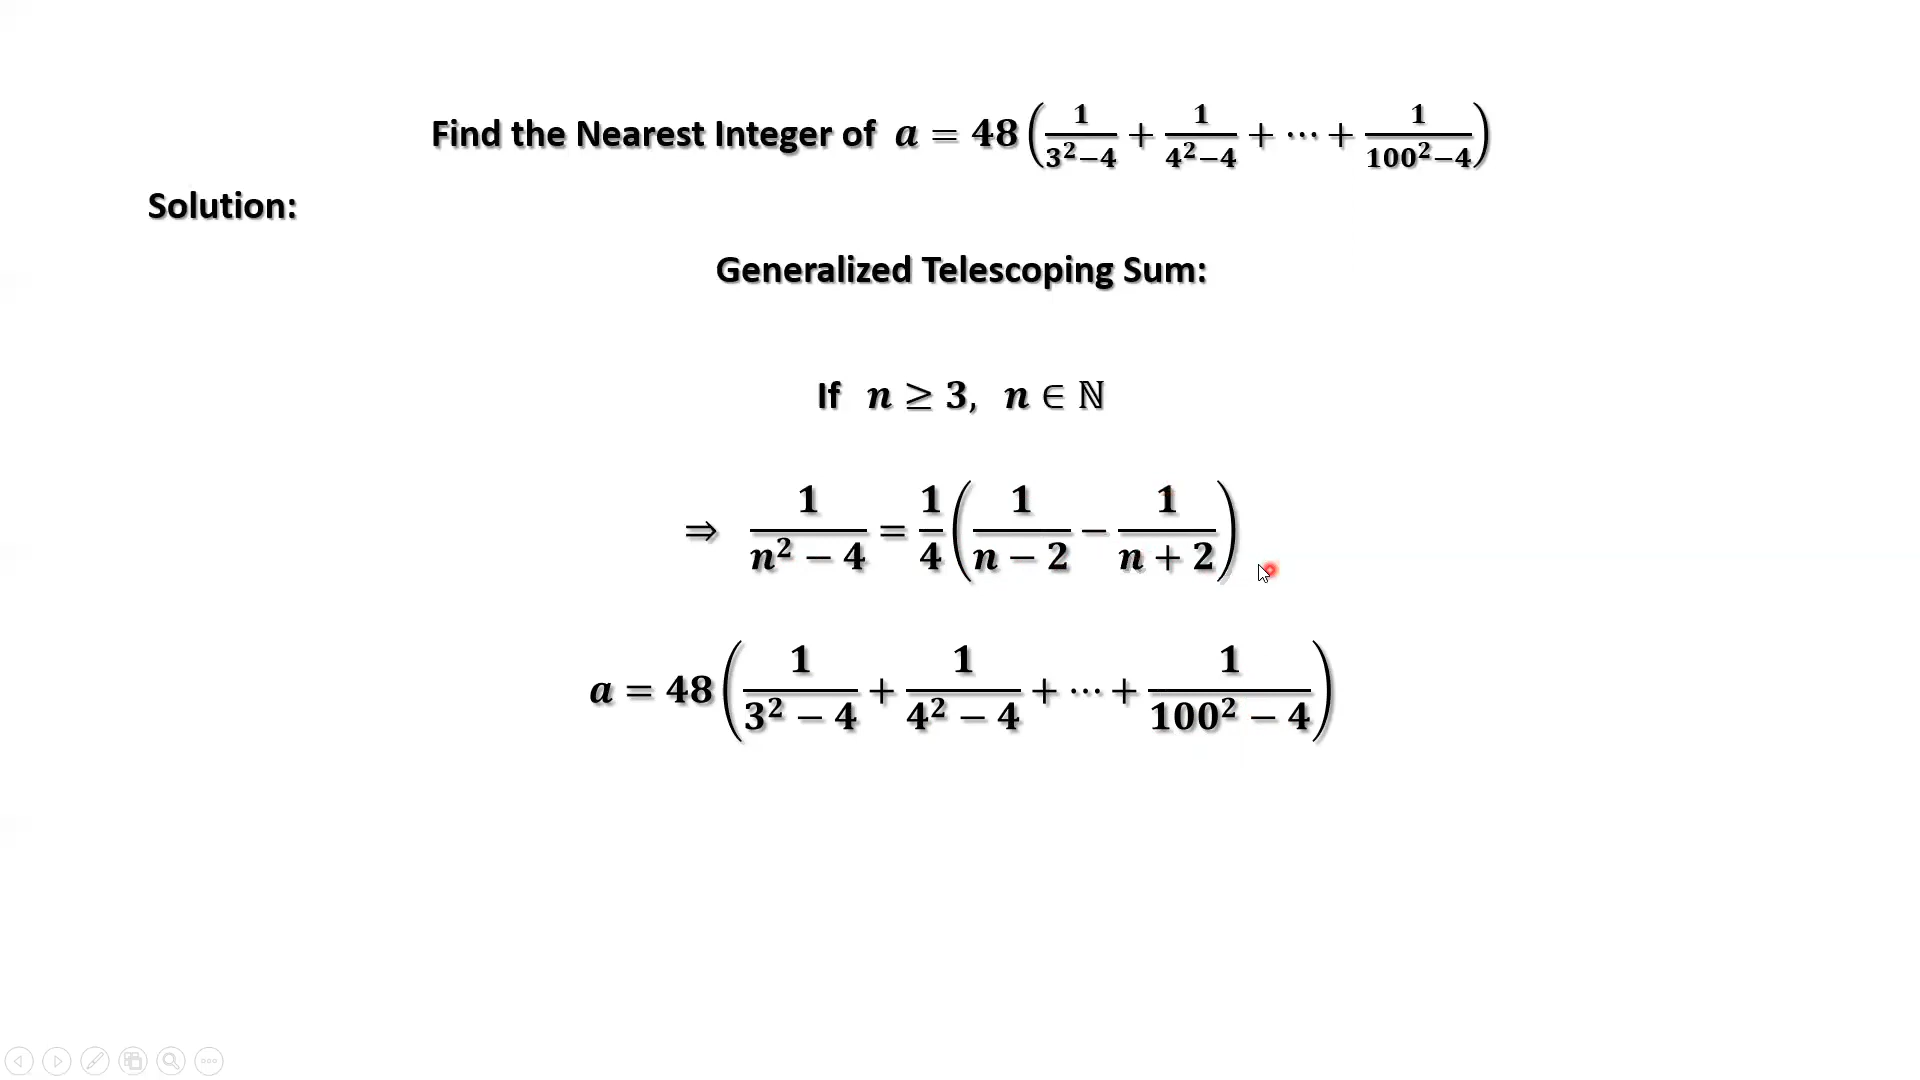 Find the Nearest Integer of a = 48(1/(3²−4) + 1/(4²−4) + ⋯ + 1/(100²−4))
Solution:
Generalized Telescoping Sum:
If n ≥ 3, n ∈ ℕ
⇒ 1/(n² − 4) = 1/4 (1/(n − 2) − 1/(n + 2))
a = 48(1/(3² − 4) + 1/(4² − 4) + ⋯ + 1/(100² − 4))